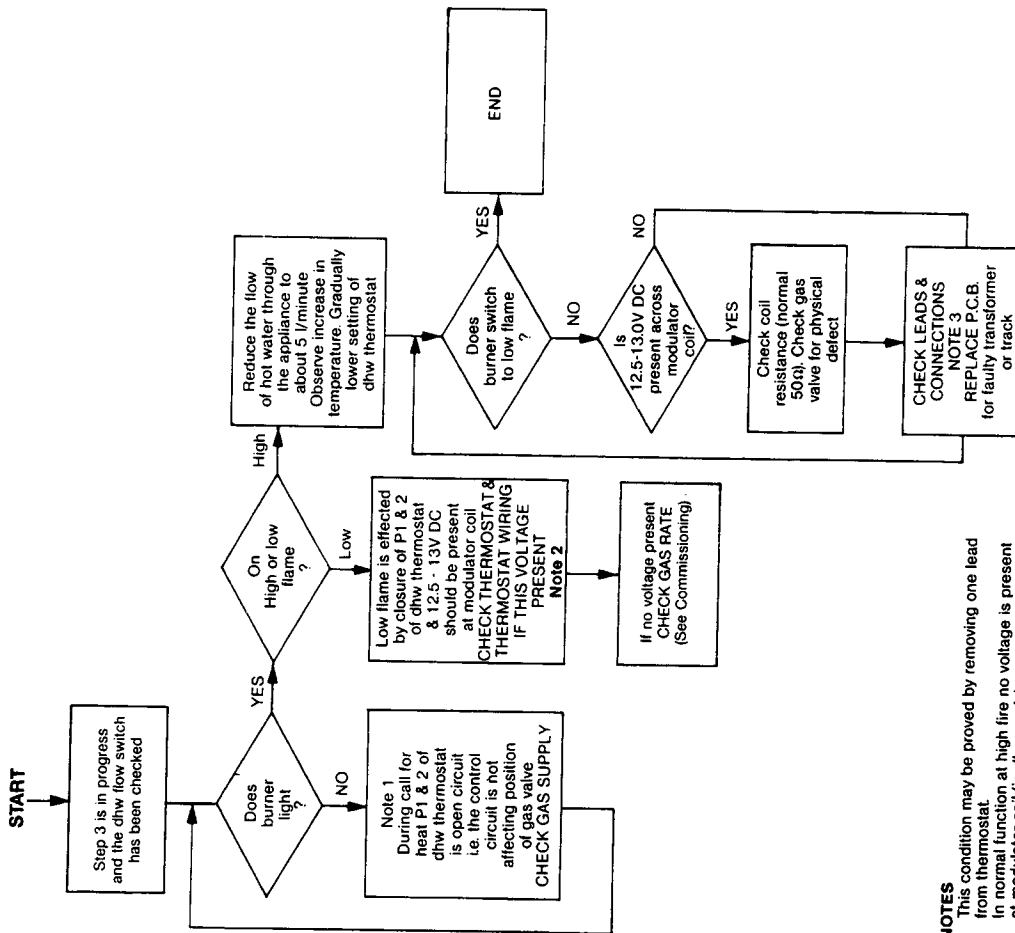 START
Step 3 is in progress
and the dhw flow switch
has been checked
Does
burner
light
?
YES
NO
Note 1
During call for
heat P1 & 2 of
dhw thermostat
is open circuit
i.e. the control
circuit is not
affecting position
of gas valve
CHECK GAS SUPPLY
On
High or low
flame
?
High
Low
Low flame is effected
by closure of P1 & 2
of dhw thermostat
& 12.5 - 13V DC
should be present
at modulator coil
CHECK THERMOSTAT &
THERMOSTAT WIRING
IF THIS VOLTAGE
PRESENT
Note 2
If no voltage present
CHECK GAS RATE
(See Commissioning)
Reduce the flow
of hot water through
the appliance to
about 5 l/minute
Observe increase in
temperature. Gradually
lower setting of
dhw thermostat
Does
burner switch
to low flame
?
YES
NO
END
Is
12.5-13.0V DC
present across
modulator
coil?
NO
YES
Check coil
resistance (normal
50Ω). Check gas
valve for physical
defect
CHECK LEADS &
CONNECTIONS
NOTE 3
REPLACE P.C.B.
for faulty transformer
or track
NOTES
This condition may be proved by removing one lead
from thermostat.
In normal function at high fire no voltage is present